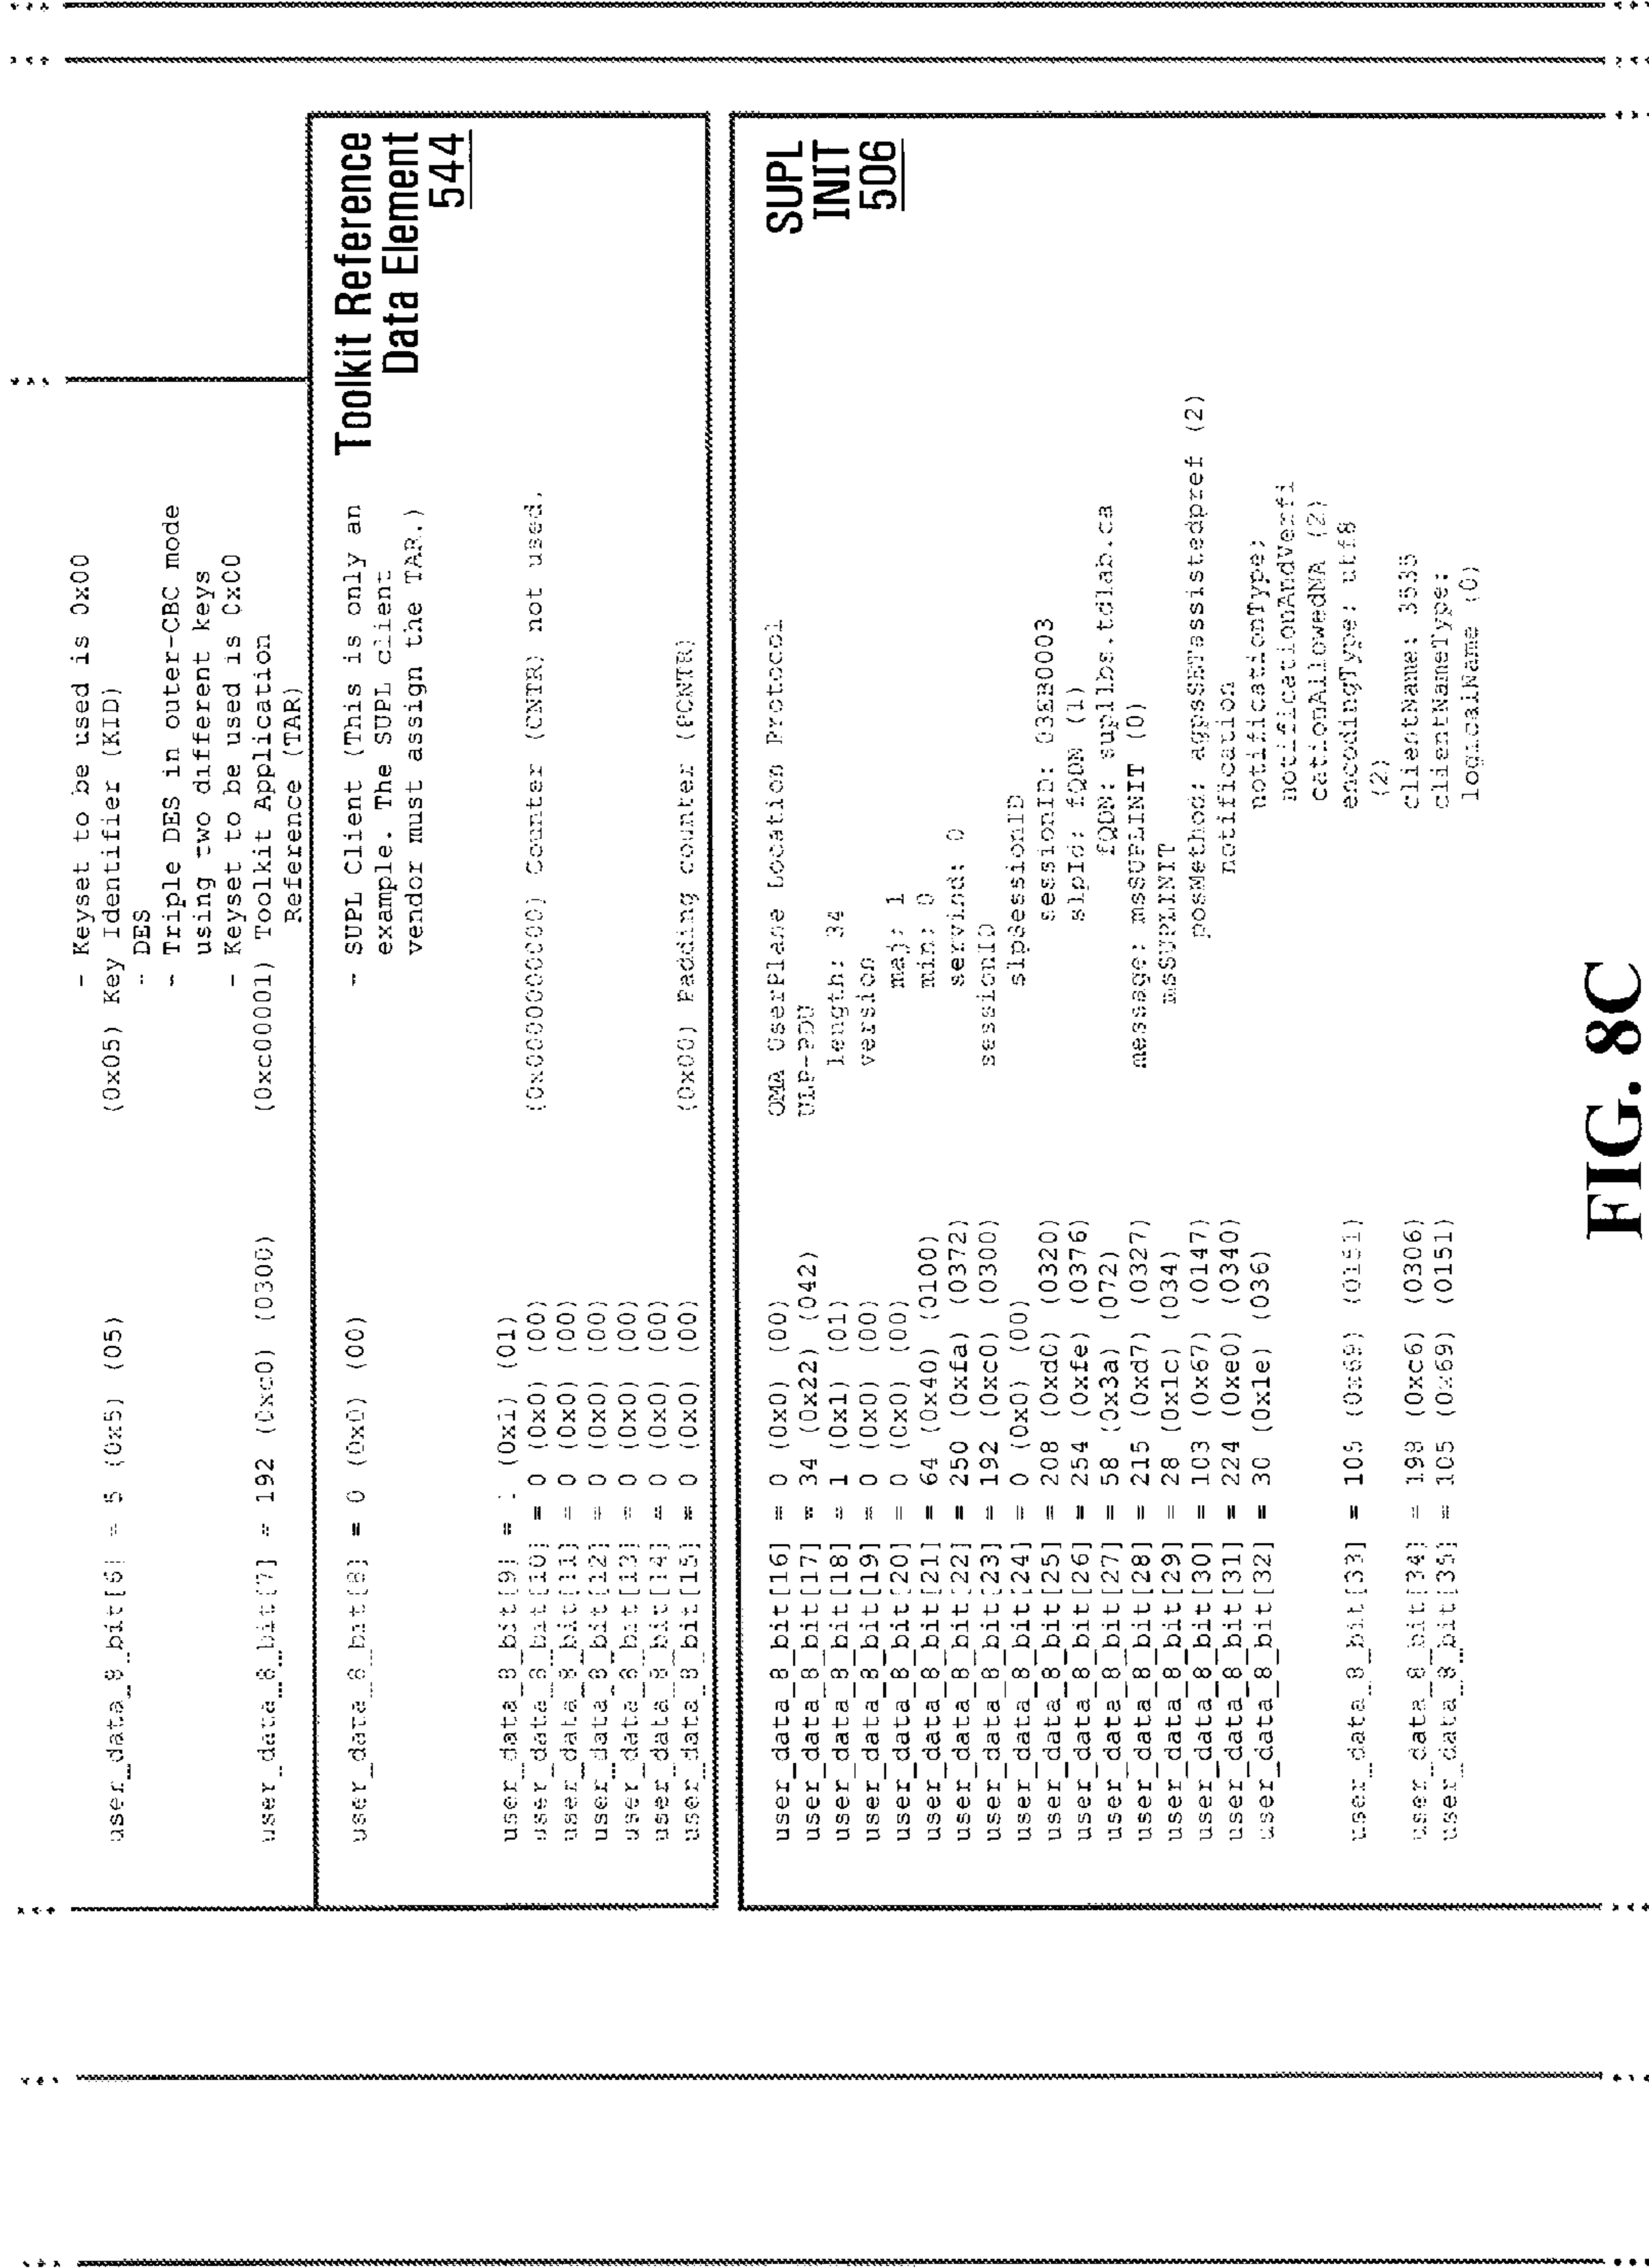 - Keyset to be used is 0x00
user_data_8_bit[6] = 5 (0x5) (05) (0x05) Key Identifier (KID)
- DES
- Triple DES in outer-CBC mode
using two different keys
- Keyset to be used is 0x00
user_data_8_bit[7] = 192 (0xc0) (0300) (0xc00001) Toolkit Application
Reference (TAR)
Toolkit Reference
Data Element
544
user_data_8_bit[8] = 0 (0x0) (00) - SUPL Client (This is only an
example. The SUPL client
vendor must assign the TAR.)
user_data_8_bit[9] = 1 (0x1) (01)
user_data_8_bit[10] = 0 (0x0) (00) (0x0000000000) Counter (CNTR) not used.
user_data_8_bit[11] = 0 (0x0) (00)
user_data_8_bit[12] = 0 (0x0) (00)
user_data_8_bit[13] = 0 (0x0) (00)
user_data_8_bit[14] = 0 (0x0) (00)
user_data_8_bit[15] = 0 (0x0) (00) (0x00) Padding counter (PCNTR)
SUPL
INIT
506
user_data_8_bit[16] = 0 (0x0) (00) OMA UserPlane Location Protocol
user_data_8_bit[17] = 34 (0x22) (042) ULP-PDU
user_data_8_bit[18] = 1 (0x1) (01) length: 34
user_data_8_bit[19] = 0 (0x0) (00) version
user_data_8_bit[20] = 0 (0x0) (00) maj: 1
user_data_8_bit[21] = 64 (0x40) (0100) min: 0
user_data_8_bit[22] = 250 (0xfa) (0372) servind: 0
user_data_8_bit[23] = 192 (0xc0) (0300) sessionID
user_data_8_bit[24] = 0 (0x0) (00) slpSessionID
user_data_8_bit[25] = 208 (0xd0) (0320) sessionID: 03EB0003
user_data_8_bit[26] = 254 (0xfe) (0376) slpId: fQDN (1)
user_data_8_bit[27] = 58 (0x3a) (072) fQDN: supllbs.tdlab.ca
user_data_8_bit[28] = 215 (0xd7) (0327) message: msSUPLINIT (0)
user_data_8_bit[29] = 28 (0x1c) (034) msSUPLINIT
user_data_8_bit[30] = 103 (0x67) (0147) posMethod: agpsSETassistedpref (2)
user_data_8_bit[31] = 224 (0xe0) (0340) notification
user_data_8_bit[32] = 30 (0x1e) (036) notificationType:
notificationAndVerfi
cationAllowedNA (2)
user_data_8_bit[33] = 105 (0x69) (0151) encodingType: utf8
(2)
user_data_8_bit[34] = 198 (0xc6) (0306) clientName: 3535
user_data_8_bit[35] = 105 (0x69) (0151) clientNameType:
logicalName (0)
FIG. 8C